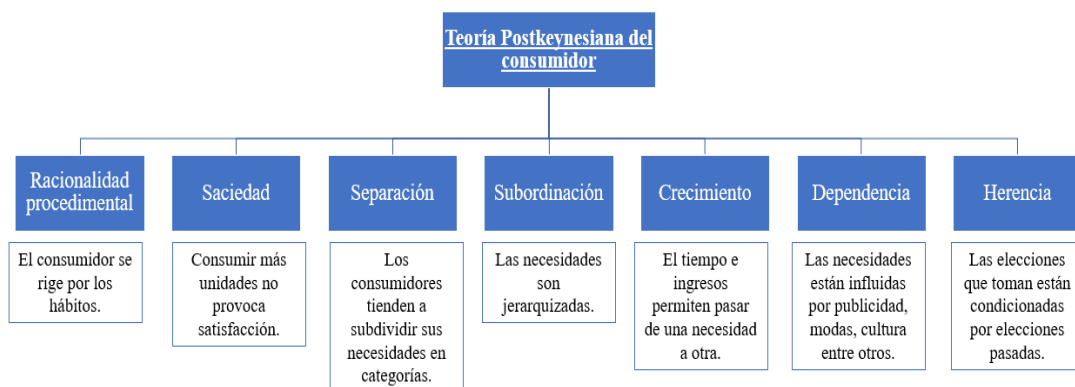 Teoría Postkeynesiana del
consumidor
Racionalidad
procedimental
El consumidor se
rige por los
hábitos.
Saciedad
Consumir más
unidades no
provoca
satisfacción.
Separación
Los
consumidores
tienden a
subdividir sus
necesidades en
categorías.
Subordinación
Las necesidades
son
jerarquizadas.
Crecimiento
El tiempo e
ingresos
permiten pasar
de una necesidad
a otra.
Dependencia
Las necesidades
están influidas
por publicidad,
modas, cultura
entre otros.
Herencia
Las elecciones
que toman están
condicionadas
por elecciones
pasadas.